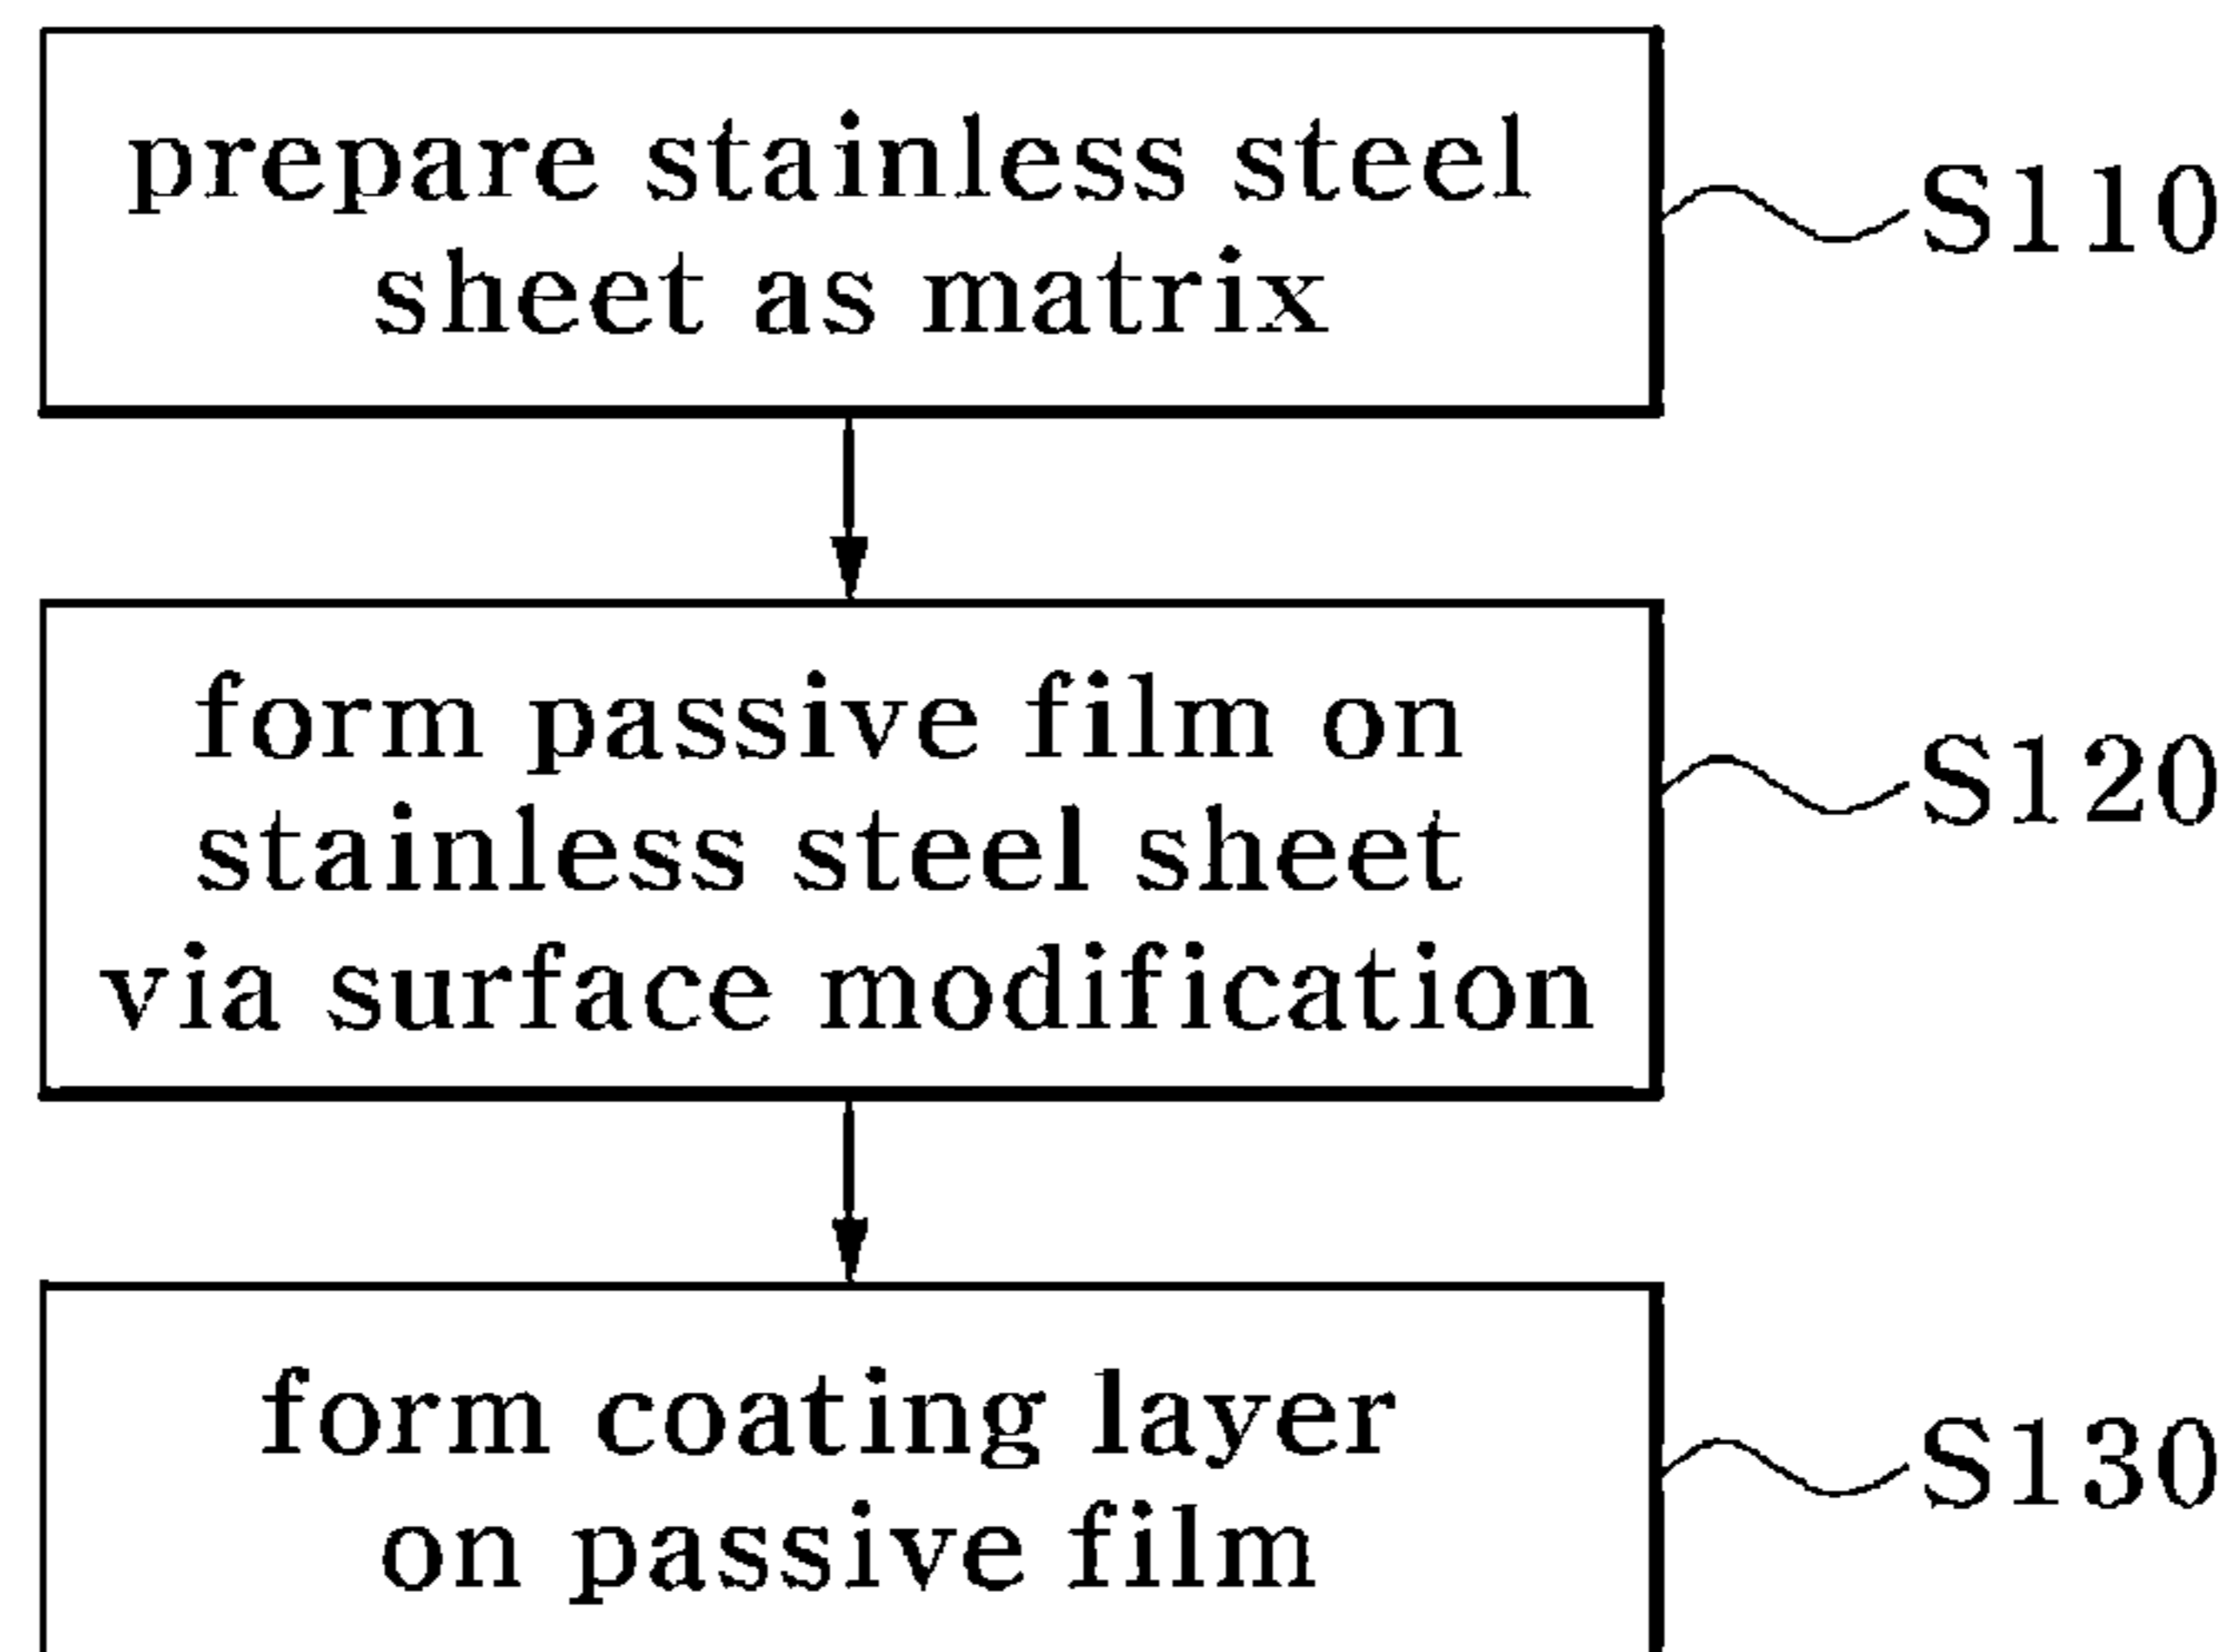 prepare stainless steel
sheet as matrix
S110
form passive film on
stainless steel sheet
via surface modification
S120
form coating layer
on passive film
S130